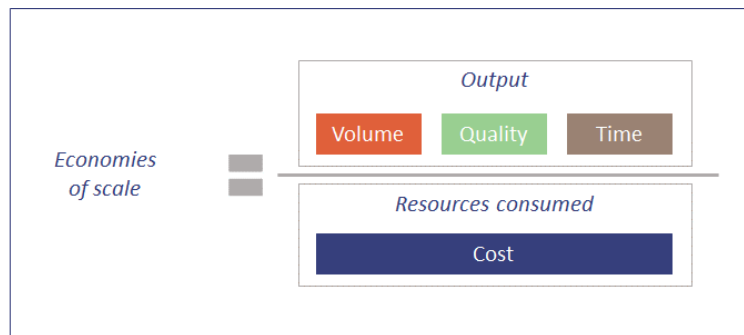 Output
Volume Quality Time
Economies
of scale
Resources consumed
Cost